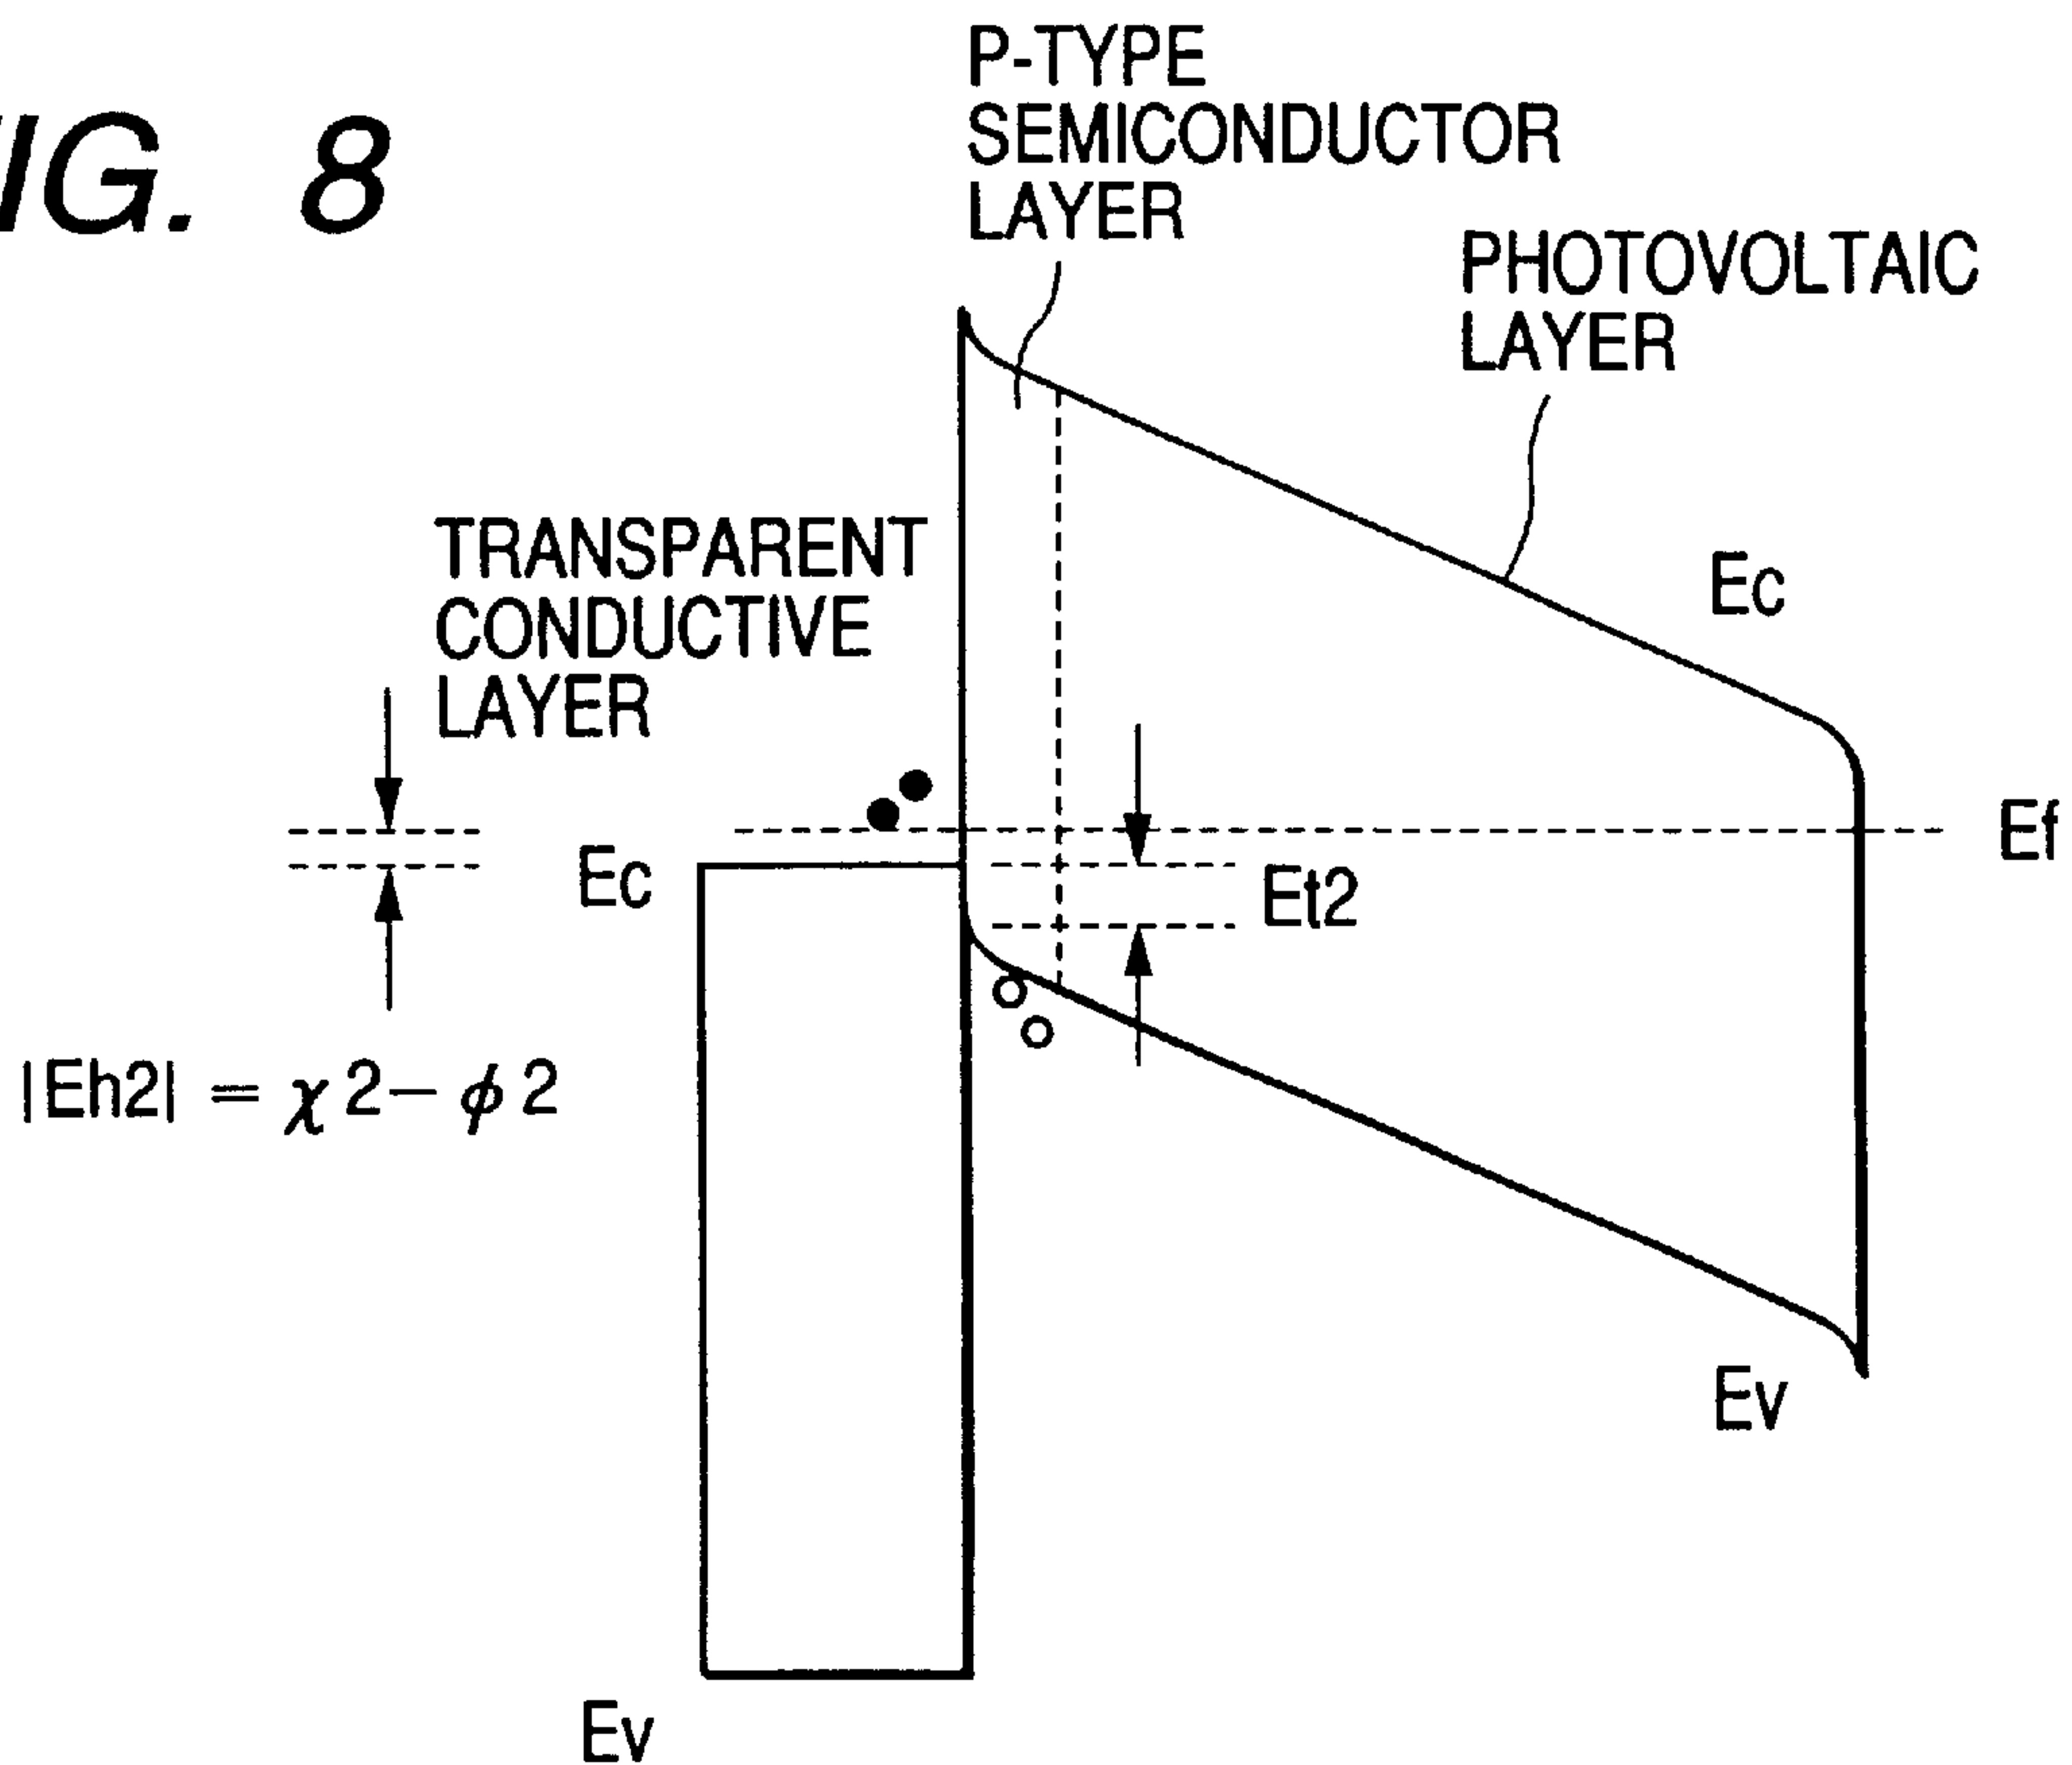 IG. 8
P-TYPE
SEMICONDUCTOR
LAYER
PHOTOVOLTAIC
LAYER
TRANSPARENT
CONDUCTIVE
LAYER
Ec
Ef
Ec
Et2
|Eh2| = χ2-ϕ2
Ev
Ev